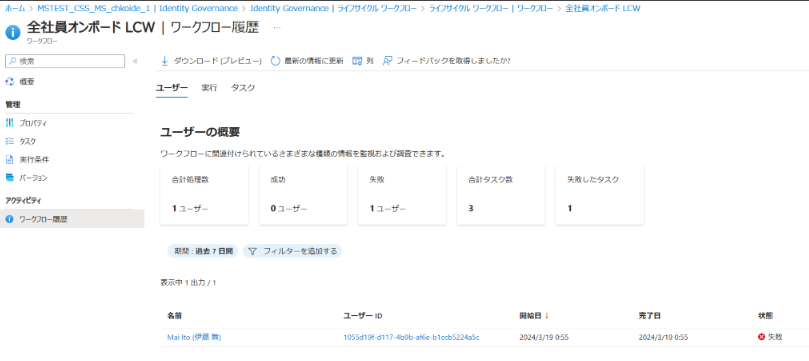 ホーム > MSTEST_CSS_MS_chkoide_1 | Identity Governance > Identity Governance | ライフサイクル ワークフロー > ライフサイクル ワークフロー | ワークフロー > 全社員オンボード LCW
全社員オンボード LCW | ワークフロー履歴 ...
ワークフロー
検索 «
ダウンロード (プレビュー) 最新の情報に更新 列 フィードバックを取得しましたか?
概要
管理
プロパティ
タスク
実行条件
バージョン
アクティビティ
ワークフロー履歴
ユーザー 実行 タスク
ユーザーの概要
ワークフローに関連付けられているさまざまな種類の情報を監視および調査できます。
合計処理数 成功 失敗 合計タスク数 失敗したタスク
1 ユーザー 0 ユーザー 1 ユーザー 3 1
期間 : 過去 7 日間 フィルターを追加する
表示中 1 出力 / 1
名前 ユーザー ID 開始日 ↓ 完了日 状態
Mai Ito (伊藤 舞) 1055d19f-d117-4b9b-af6e-b1ccb5224a5c 2024/3/19 0:55 2024/3/19 0:55 失敗